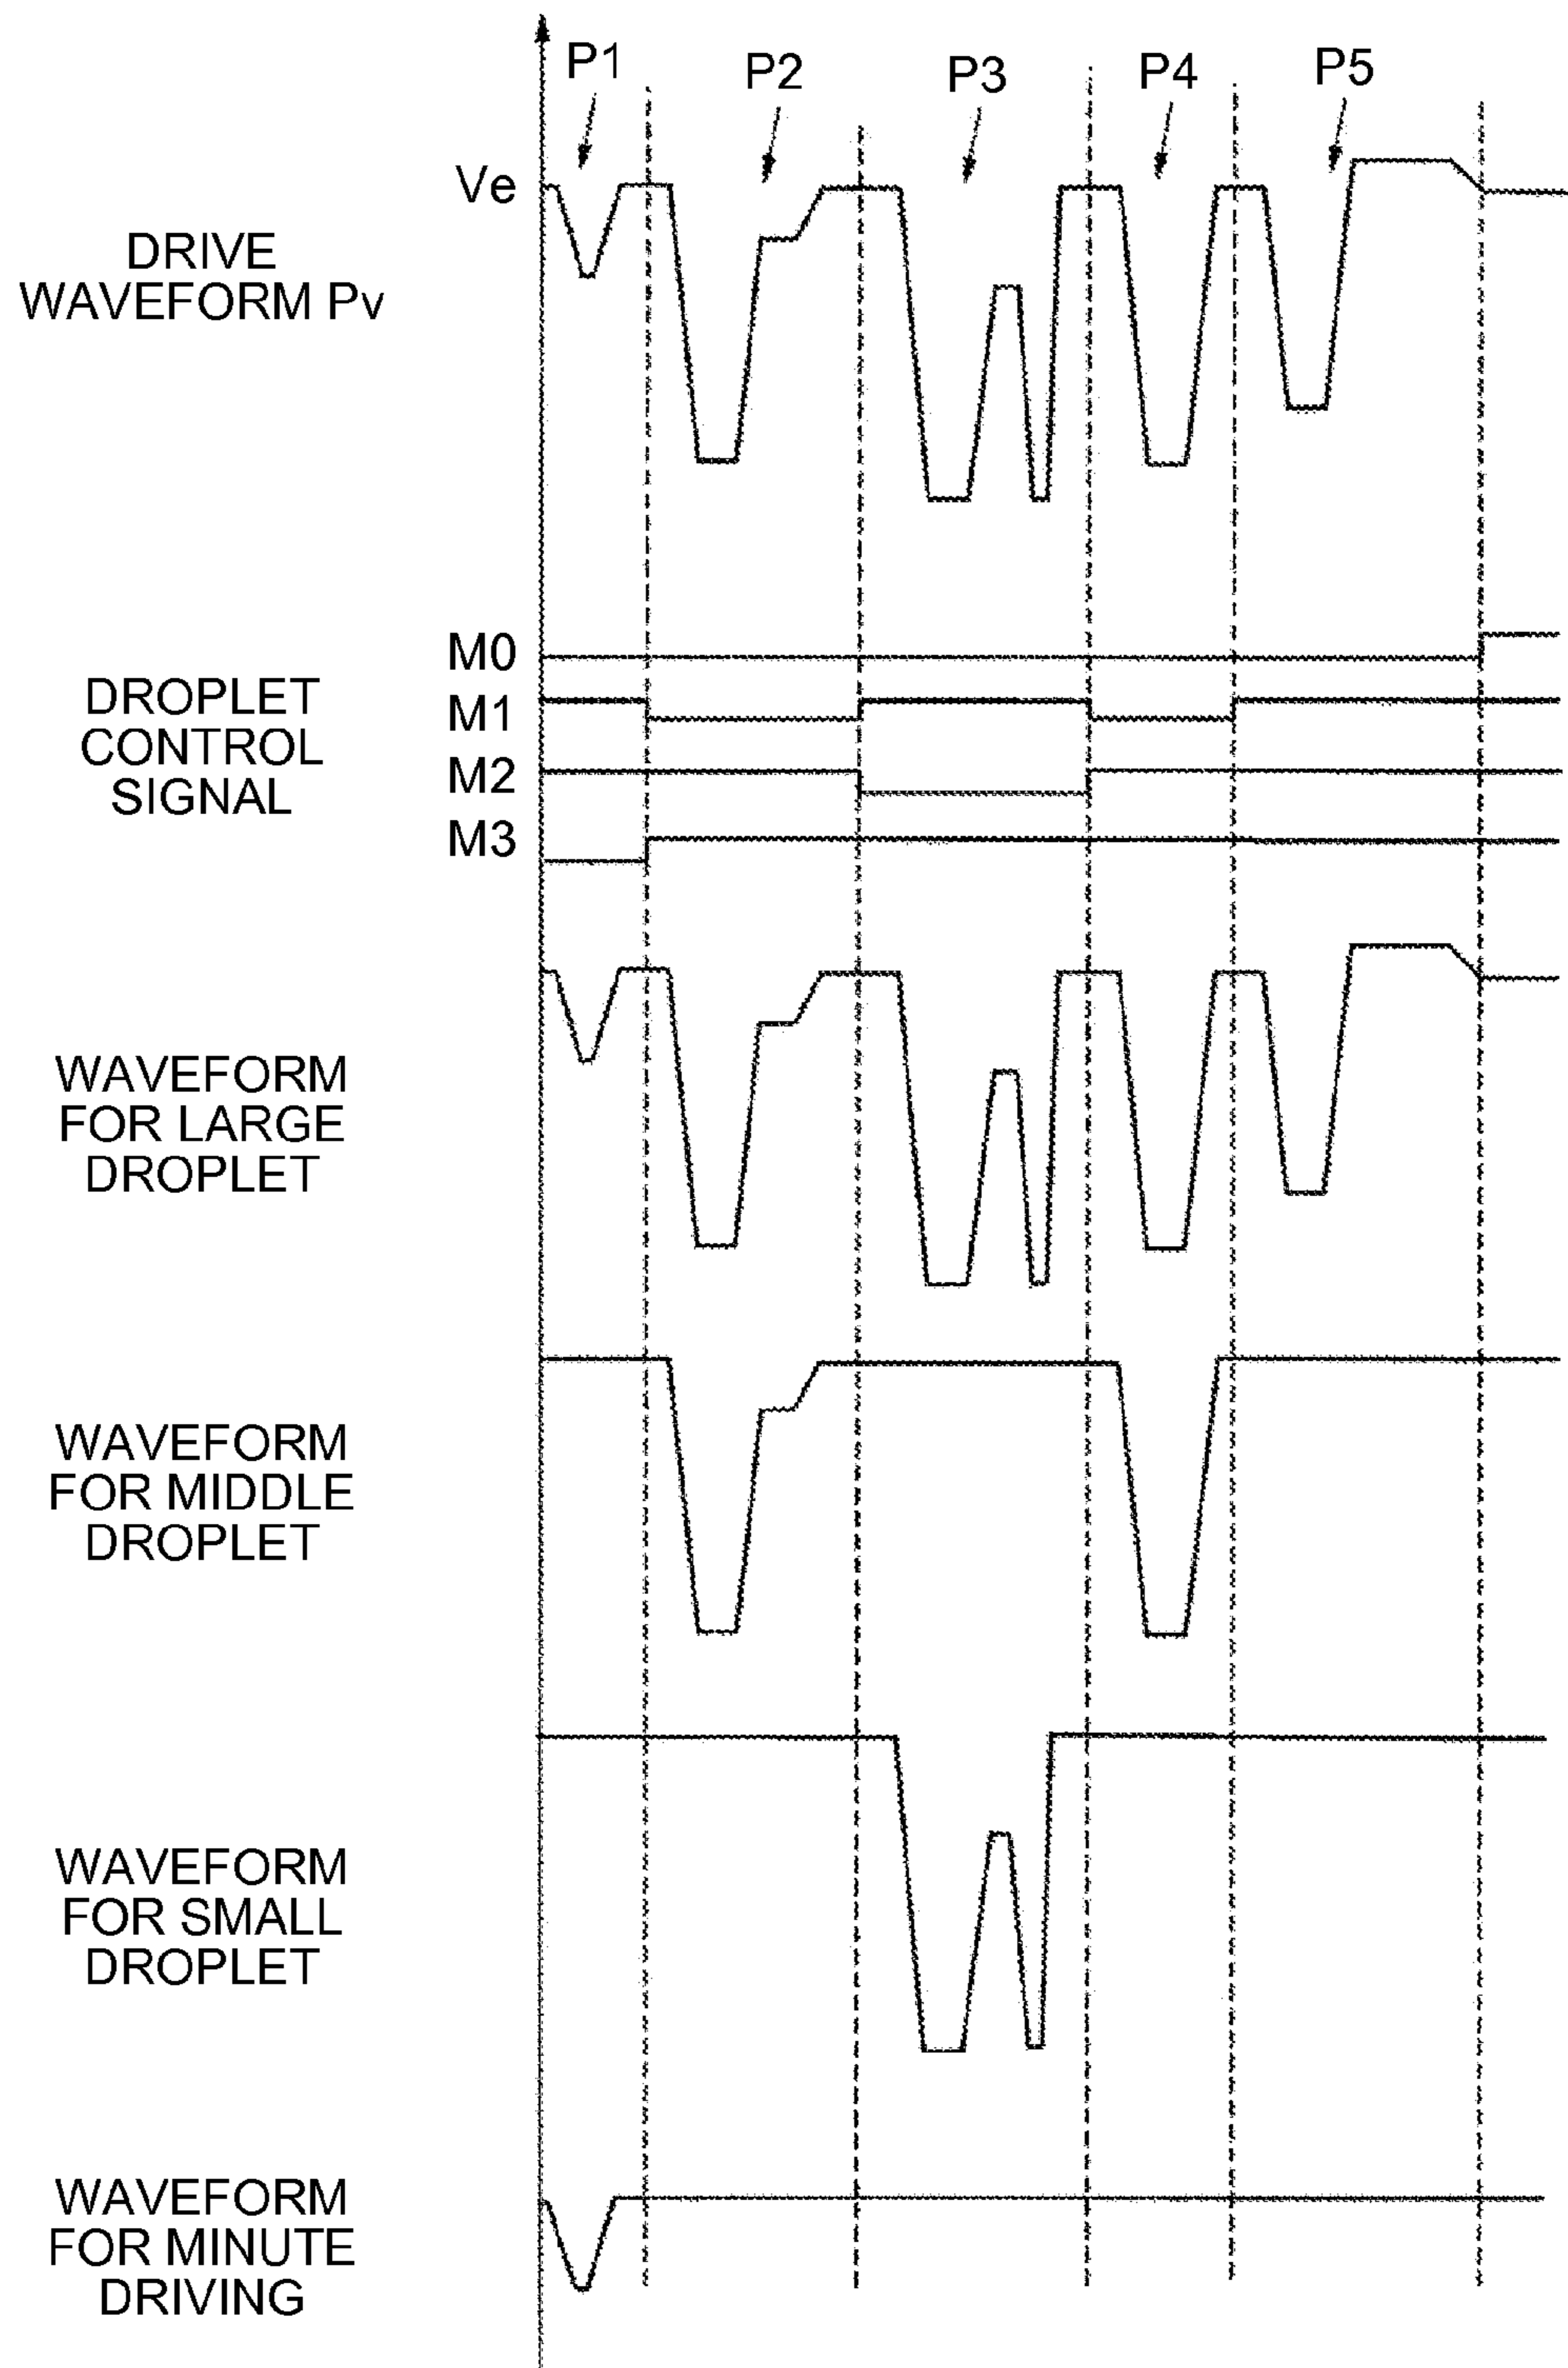 P1
P2
P3
P4
P5
Ve
DRIVE
WAVEFORM Pv
M0
DROPLET
CONTROL
SIGNAL
M1
M2
M3
WAVEFORM
FOR LARGE
DROPLET
WAVEFORM
FOR MIDDLE
DROPLET
WAVEFORM
FOR SMALL
DROPLET
WAVEFORM
FOR MINUTE
DRIVING